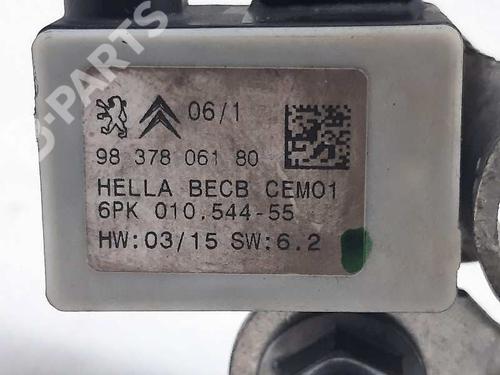 06/1
98 378 061 80
HELLA BECB CEM01
6PK 010.544-55
HW:03/15 SW:6.2
B-PARTS